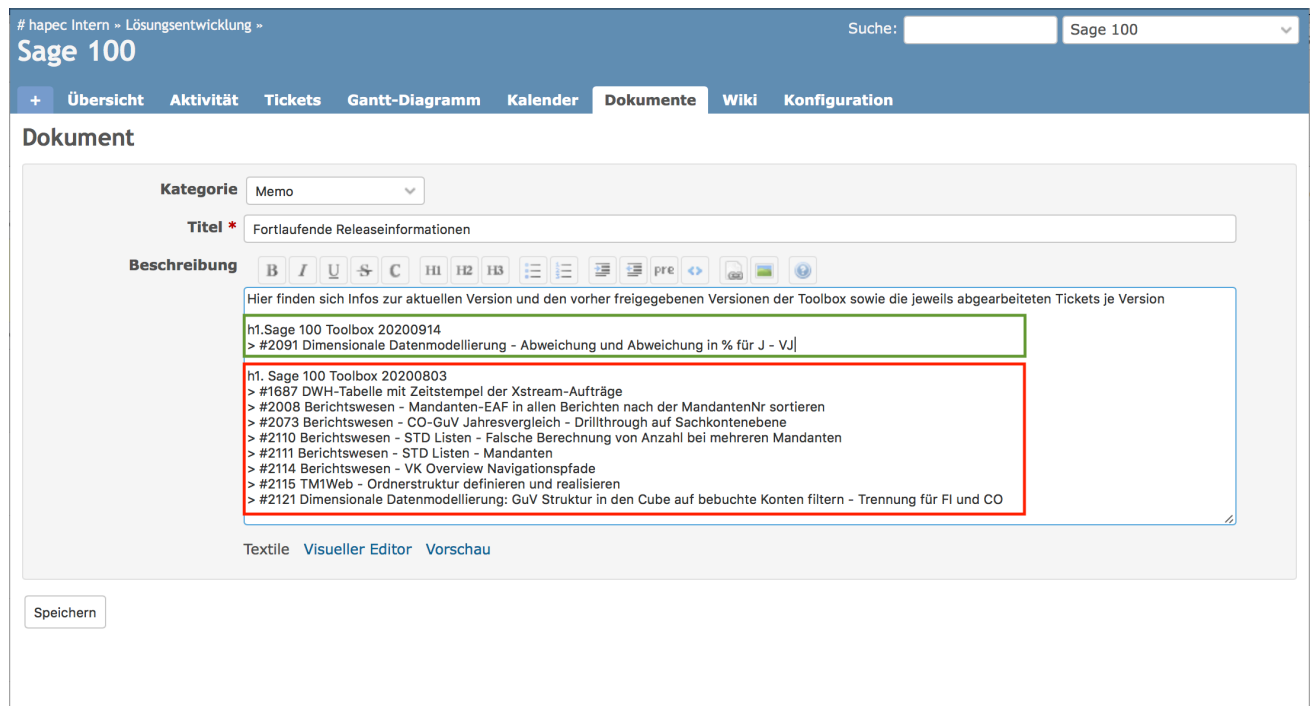 # hapec Intern » Lösungsentwicklung »
Suche:
Sage 100
Sage 100
+ Übersicht Aktivität Tickets Gantt-Diagramm Kalender Dokumente Wiki Konfiguration
Dokument
Kategorie Memo
Titel * Fortlaufende Releaseinformationen
Beschreibung B I U S C H1 H2 H3 pre <>
Hier finden sich Infos zur aktuellen Version und den vorher freigegebenen Versionen der Toolbox sowie die jeweils abgearbeiteten Tickets je Version
h1.Sage 100 Toolbox 20200914
> #2091 Dimensionale Datenmodellierung - Abweichung und Abweichung in % für J - VJ
h1. Sage 100 Toolbox 20200803
> #1687 DWH-Tabelle mit Zeitstempel der Xstream-Aufträge
> #2008 Berichtswesen - Mandanten-EAF in allen Berichten nach der MandantenNr sortieren
> #2073 Berichtswesen - CO-GuV Jahresvergleich - Drillthrough auf Sachkontenebene
> #2110 Berichtswesen - STD Listen - Falsche Berechnung von Anzahl bei mehreren Mandanten
> #2111 Berichtswesen - STD Listen - Mandanten
> #2114 Berichtswesen - VK Overview Navigationspfade
> #2115 TM1Web - Ordnerstruktur definieren und realisieren
> #2121 Dimensionale Datenmodellierung: GuV Struktur in den Cube auf bebuchte Konten filtern - Trennung für FI und CO
Textile Visueller Editor Vorschau
Speichern